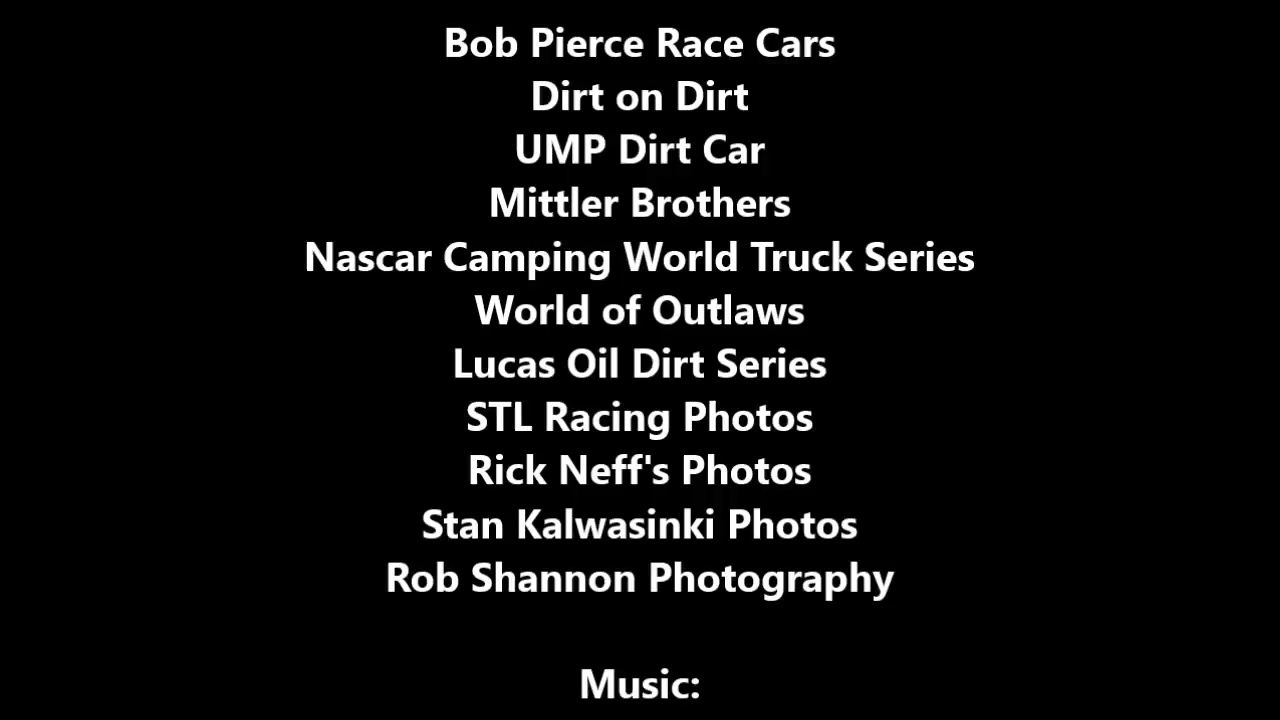 Bob Pierce Race Cars
Dirt on Dirt
UMP Dirt Car
Mittler Brothers
Nascar Camping World Truck Series
World of Outlaws
Lucas Oil Dirt Series
STL Racing Photos
Rick Neff's Photos
Stan Kalwasinki Photos
Rob Shannon Photography
Music: